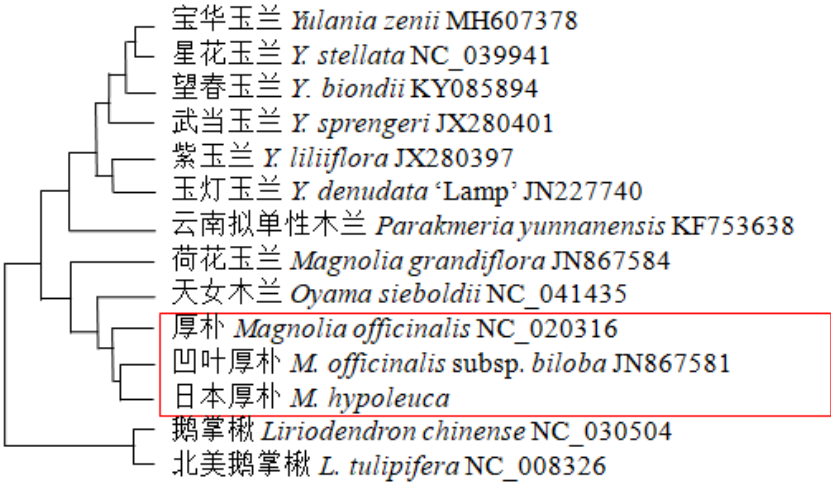 宝华玉兰 Yulania zenii MH607378
星花玉兰 Y. stellata NC_039941
望春玉兰 Y. biondii KY085894
武当玉兰 Y. sprengeri JX280401
紫玉兰 Y. liliiflora JX280397
玉灯玉兰 Y. denudata ‘Lamp’ JN227740
云南拟单性木兰 Parakmeria yunnanensis KF753638
荷花玉兰 Magnolia grandiflora JN867584
天女木兰 Oyama sieboldii NC_041435
厚朴 Magnolia officinalis NC_020316
凹叶厚朴 M. officinalis subsp. biloba JN867581
日本厚朴 M. hypoleuca
鹅掌楸 Liriodendron chinense NC_030504
北美鹅掌楸 L. tulipifera NC_008326